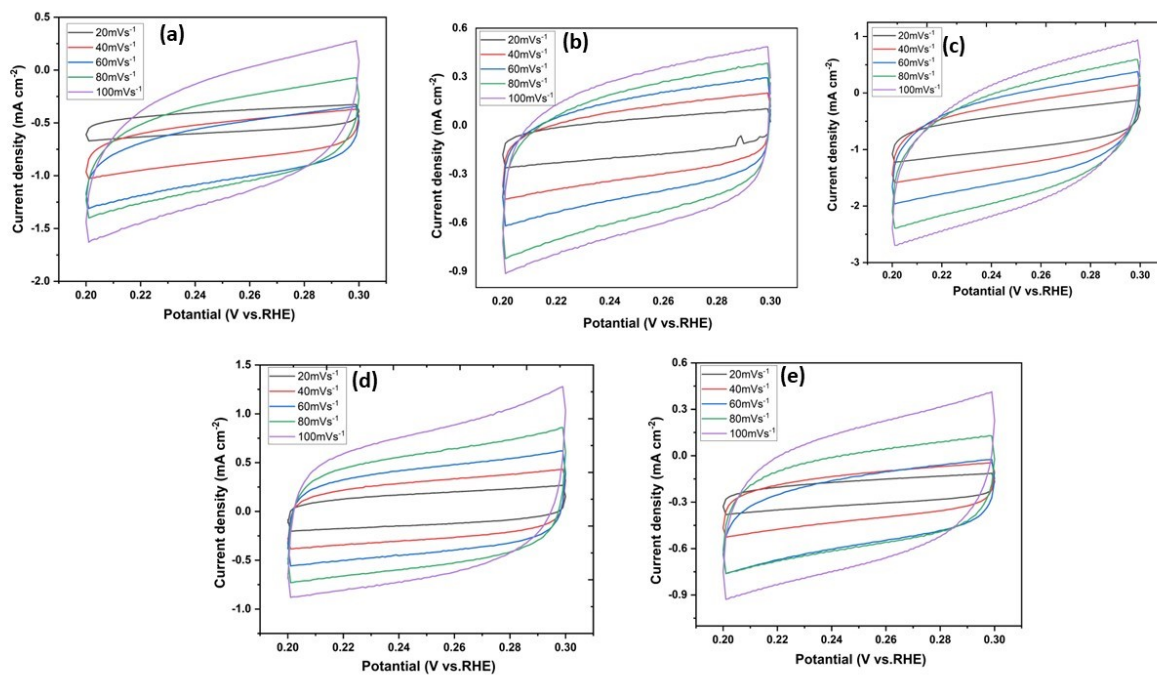 (a)
20mVs⁻¹
40mVs⁻¹
60mVs⁻¹
80mVs⁻¹
100mVs⁻¹
Current density (mA cm⁻²)
0.5
0.0
-0.5
-1.0
-1.5
-2.0
0.20 0.22 0.24 0.26 0.28 0.30
Potantial (V vs.RHE)
(b)
20mVs⁻¹
40mVs⁻¹
60mVs⁻¹
80mVs⁻¹
100mVs⁻¹
Current density (mA cm⁻²)
0.6
0.3
0.0
-0.3
-0.6
-0.9
0.20 0.22 0.24 0.26 0.28 0.30
Potential (V vs.RHE)
(c)
20mVs⁻¹
40mVs⁻¹
60mVs⁻¹
80mVs⁻¹
100mVs⁻¹
Current density (mA cm⁻²)
1
0
-1
-2
-3
0.20 0.22 0.24 0.26 0.28 0.30
Potential (V vs.RHE)
(d)
20mVs⁻¹
40mVs⁻¹
60mVs⁻¹
80mVs⁻¹
100mVs⁻¹
Current density (mA cm⁻²)
1.5
1.0
0.5
0.0
-0.5
-1.0
0.20 0.22 0.24 0.26 0.28 0.30
Potential (V vs.RHE)
(e)
20mVs⁻¹
40mVs⁻¹
60mVs⁻¹
80mVs⁻¹
100mVs⁻¹
Current density (mA cm⁻²)
0.6
0.3
0.0
-0.3
-0.6
-0.9
0.20 0.22 0.24 0.26 0.28 0.30
Potential (V vs.RHE)